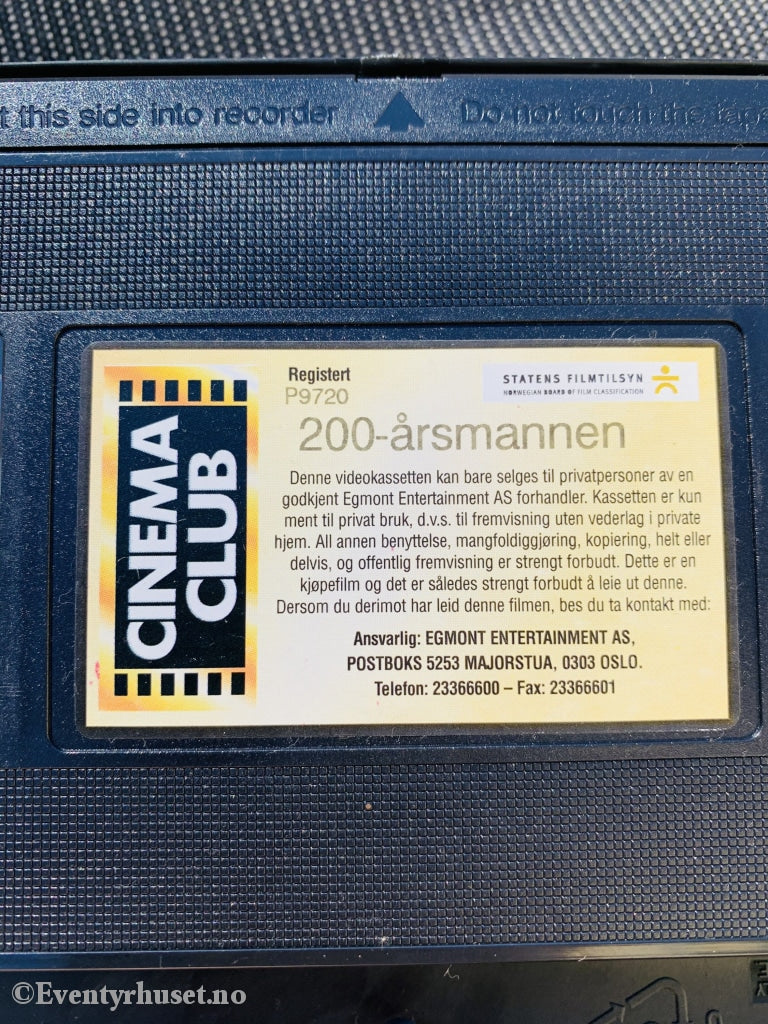 t this side into recorder Do not touch the tape
CINEMA
CLUB
Registert
P9720
STATENS FILMTILSYN
NORWEGIAN BOARD OF FILM CLASSIFICATION
200-årsmannen
Denne videokassetten kan bare selges til privatpersoner av en
godkjent Egmont Entertainment AS forhandler. Kassetten er kun
ment til privat bruk, d.v.s. til fremvisning uten vederlag i private
hjem. All annen benyttelse, mangfoldiggjøring, kopiering, helt eller
delvis, og offentlig fremvisning er strengt forbudt. Dette er en
kjøpefilm og det er således strengt forbudt å leie ut denne.
Dersom du derimot har leid denne filmen, bes du ta kontakt med:
Ansvarlig: EGMONT ENTERTAINMENT AS,
POSTBOKS 5253 MAJORSTUA, 0303 OSLO.
Telefon: 23366600 – Fax: 23366601
©Eventyrhuset.no